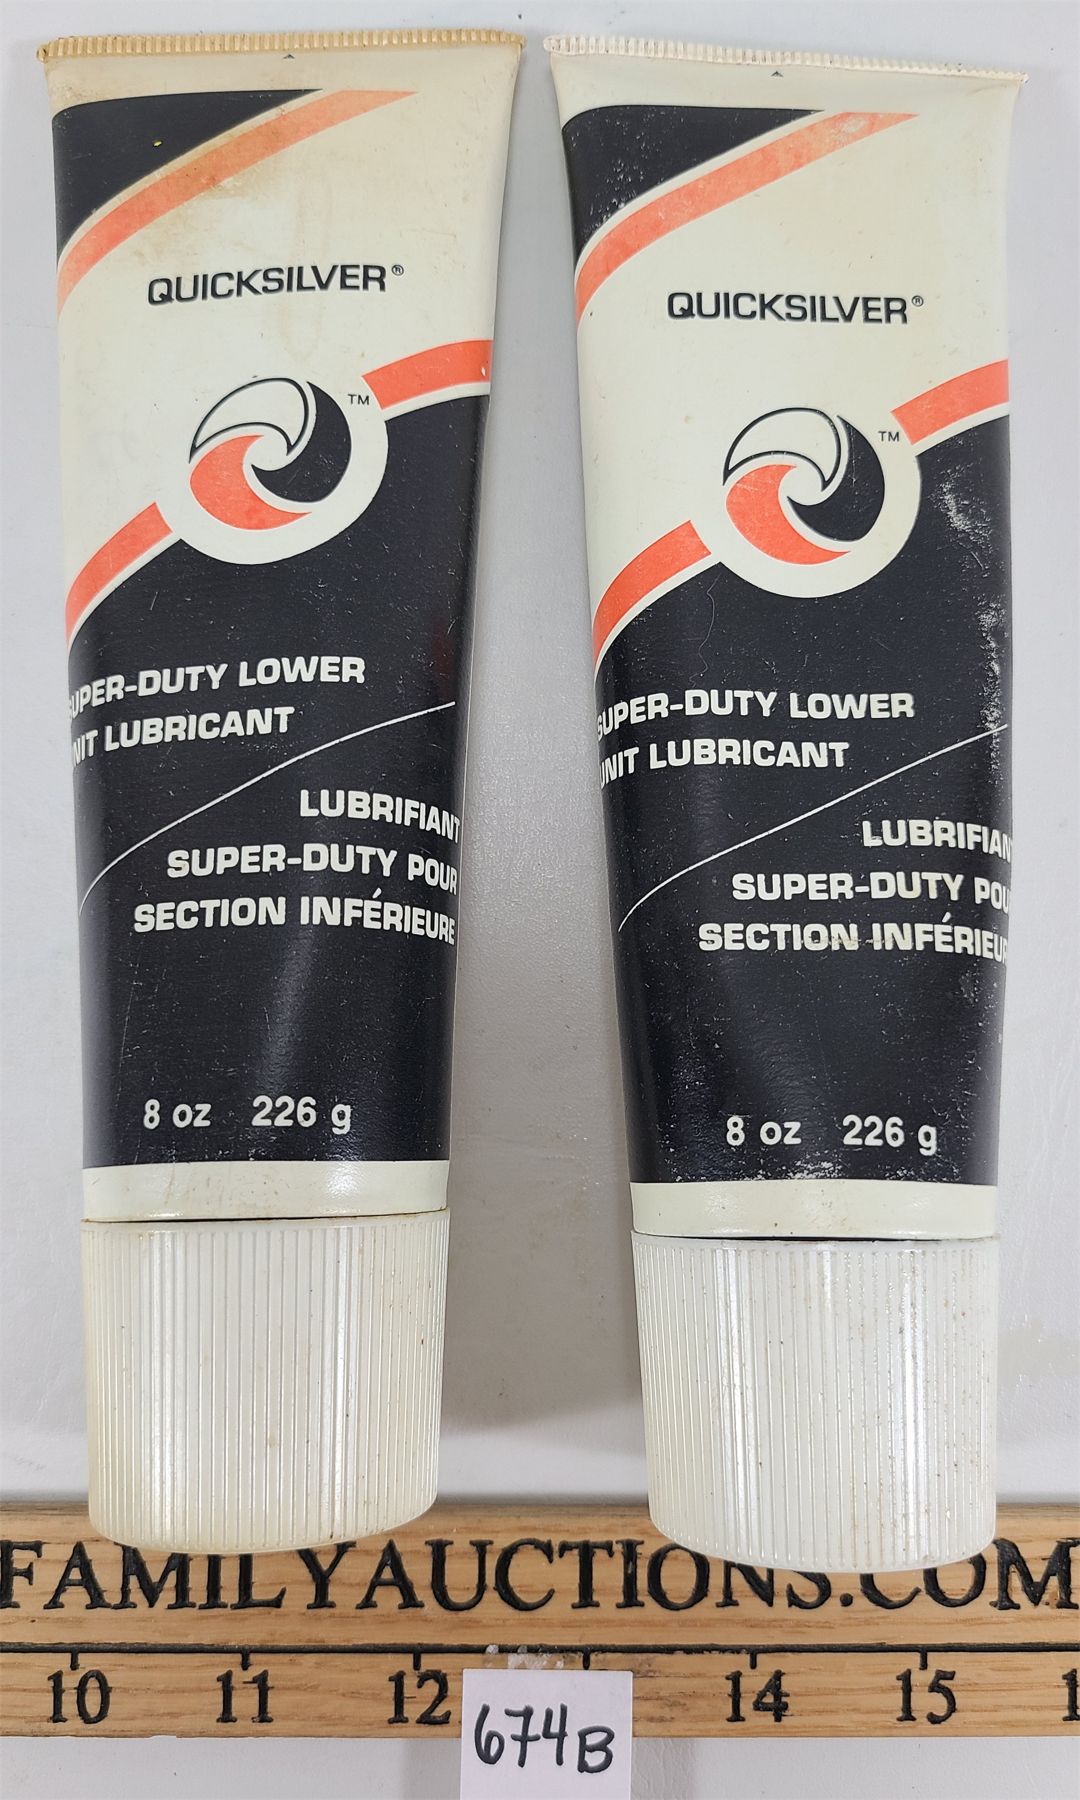 QUICKSILVER®
TM
SUPER-DUTY LOWER
UNIT LUBRICANT
LUBRIFIANT
SUPER-DUTY POUR
SECTION INFÉRIEURE
8 oz 226 g
QUICKSILVER®
TM
SUPER-DUTY LOWER
UNIT LUBRICANT
LUBRIFIANT
SUPER-DUTY POUR
SECTION INFÉRIEUR
8 oz 226 g
FAMILYAUCTIONS.COM
10 11 12 14 15 1
674B